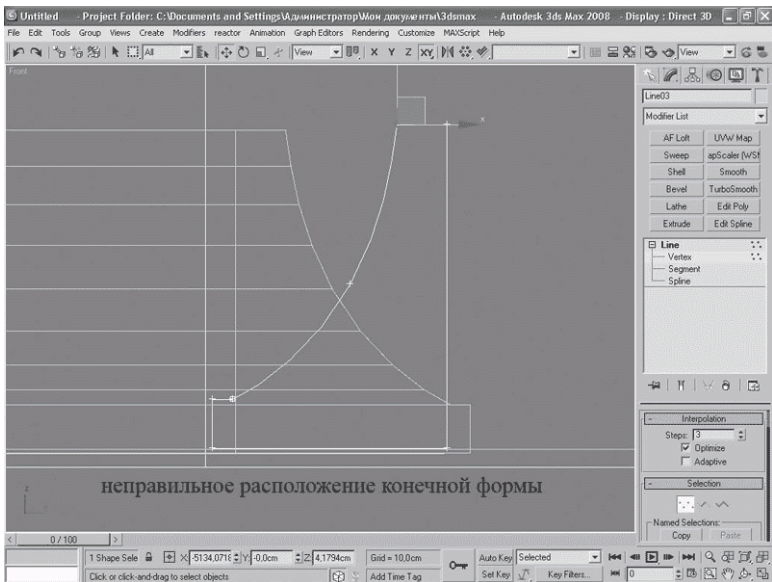 Untitled - Project Folder: C:\Documents and Settings\Администратор\Мои документы\3dsmax - Autodesk 3ds Max 2008 - Display : Direct 3D
File Edit Tools Group Views Create Modifiers reactor Animation Graph Editors Rendering Customize MAXScript Help
All View X Y Z XY View
Front
x
Line03
Modifier List
AF Loft UVW Map
Sweep apScaler (WSM
Shell Smooth
Bevel TurboSmooth
Lathe Edit Poly
Extrude Edit Spline
Line
Vertex
Segment
Spline
- Interpolation
Steps: 3
Optimize
Adaptive
- Selection
Named Selections:
Copy Paste
неправильное расположение конечной формы
z
0 / 100
1 Shape Sele X: -5134,0718 Y: -0,0cm Z: 4,1794cm Grid = 10,0cm Auto Key Selected
Click or click-and-drag to select objects Add Time Tag Set Key Key Filters... 0